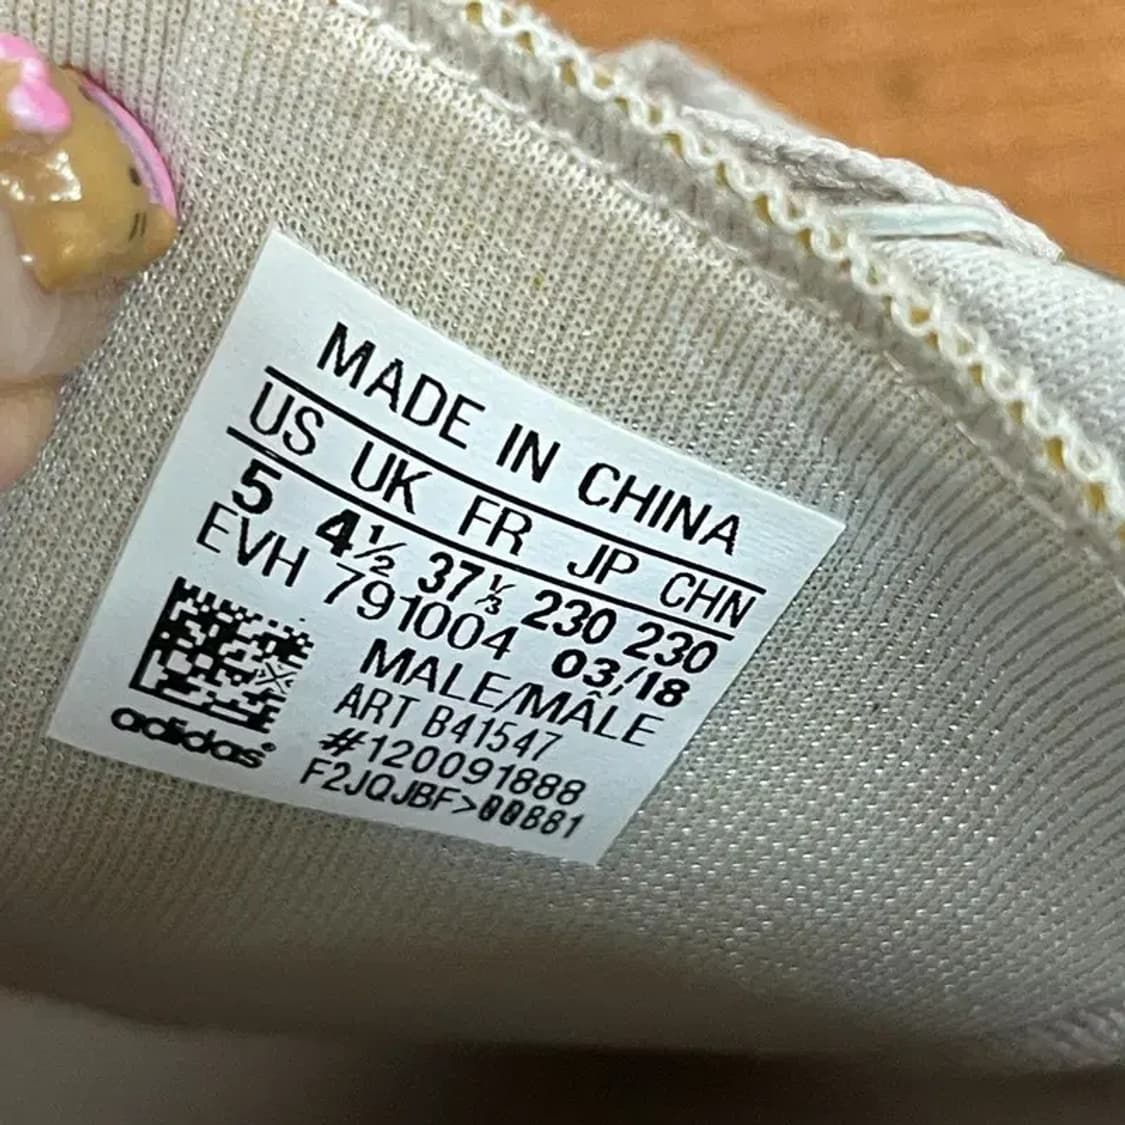 MADE IN CHINA
US UK FR JP CHN
5 4½ 37⅓ 230 230
EVH 791004 03/18
MALE/MÂLE
ART B41547
#120091888
F2JQJBF>00B81
adidas